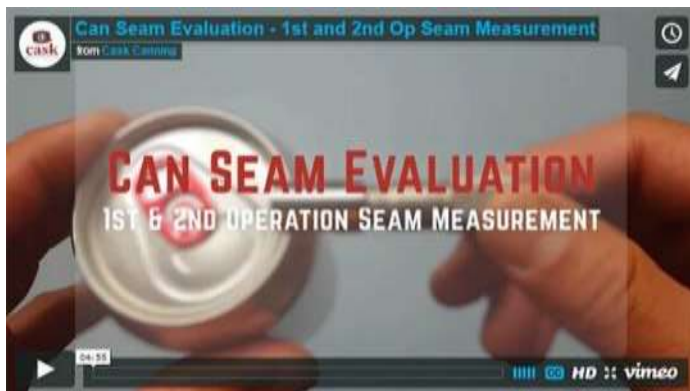 cask
Can Seam Evaluation - 1st and 2nd Op Seam Measurement
from Cask Canning
CAN SEAM EVALUATION
1ST & 2ND OPERATION SEAM MEASUREMENT
04:55
CC HD vimeo